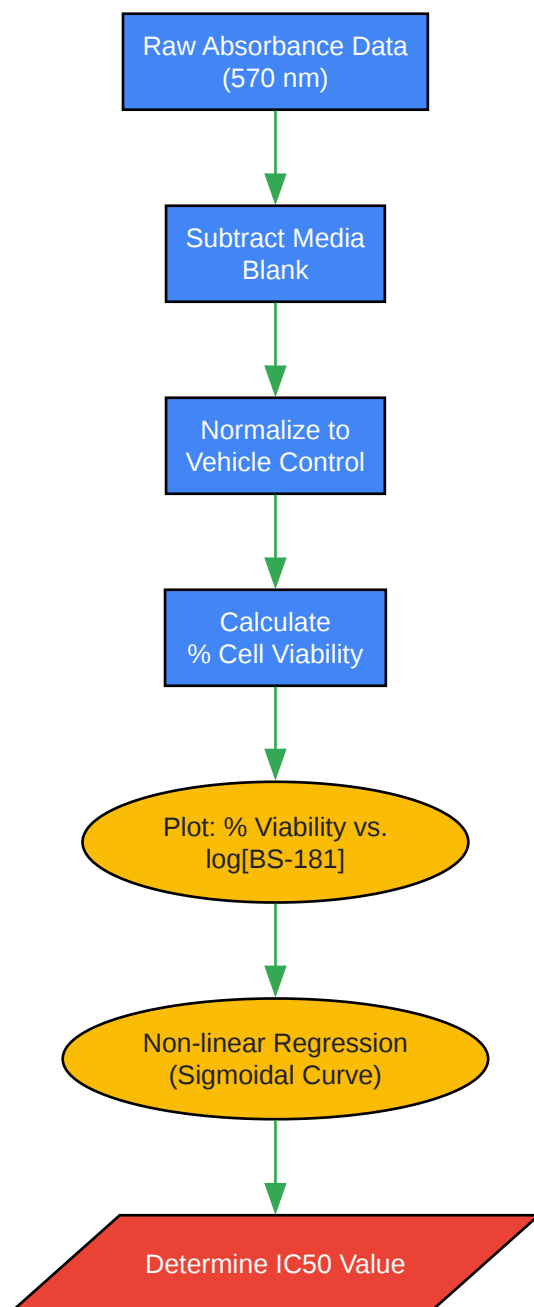 Raw Absorbance Data
(570 nm)
Subtract Media
Blank
Normalize to
Vehicle Control
Calculate
% Cell Viability
Plot: % Viability vs.
log[BS-181]
Non-linear Regression
(Sigmoidal Curve)
Determine IC50 Value